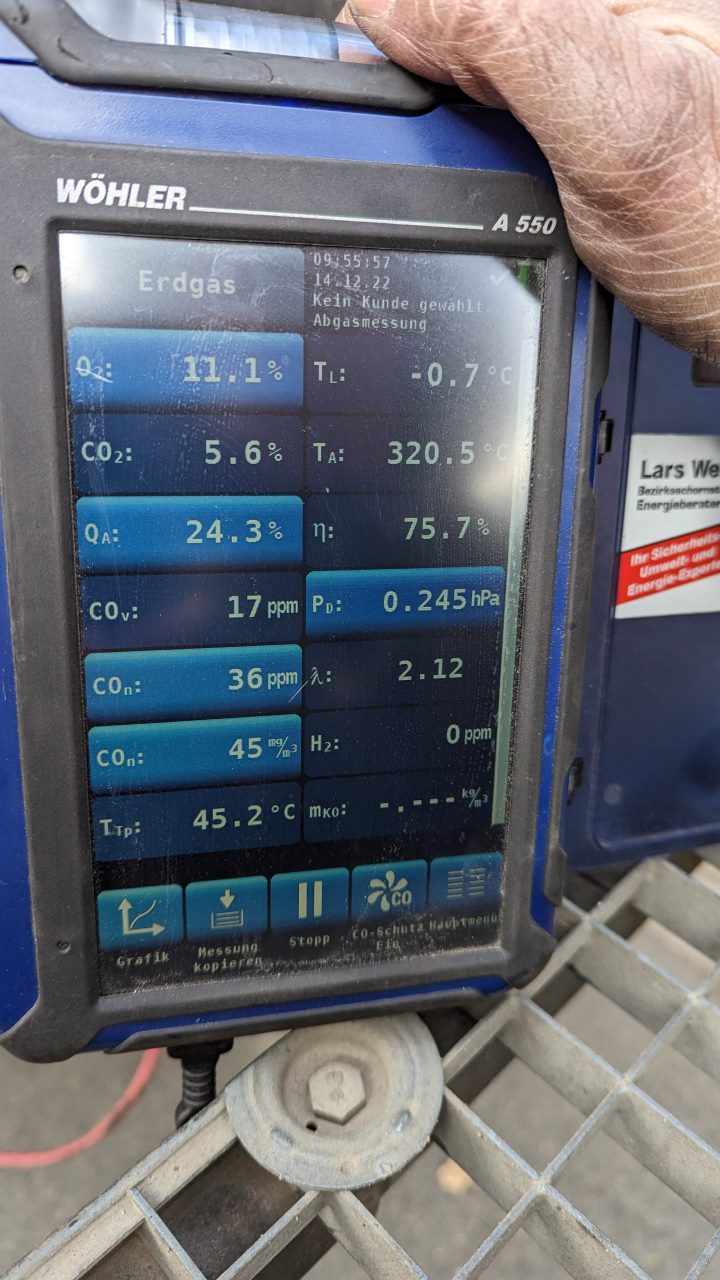 WÖHLER
A 550
Erdgas
09:55:57
14.12.22
Kein Kunde gewählt
Abgasmessung
O₂: 11.1%
TL: -0.7 °C
CO₂: 5.6%
TA: 320.5 °C
QA: 24.3%
η: 75.7%
COv: 17 ppm
PD: 0.245 hPa
COn: 36 ppm
λ: 2.12
COn: 45 mg/m³
H₂: 0 ppm
TTp: 45.2 °C
mKO: -.--- kg/m³
CO
Grafik
Messung
kopieren
Stopp
CO-Schutz
Ein
Hauptmenü
Lars We
Bezirksschornst
Energieberater
Ihr Sicherheits-
Umwelt- und
Energie-Experte